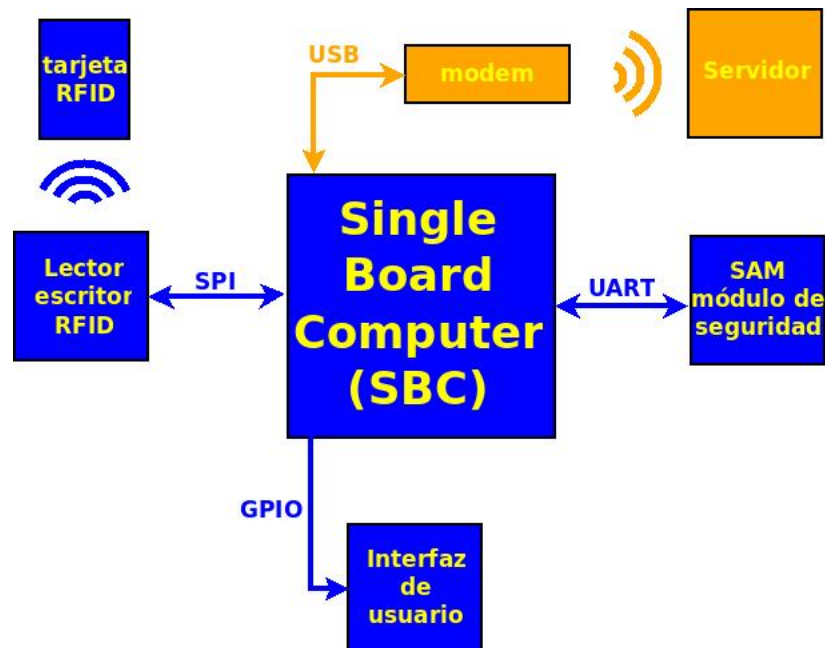 tarjeta
RFID
USB
modem
Servidor
Single
Board
Computer
(SBC)
Lector
escritor
RFID
SPI
UART
SAM
módulo de
seguridad
GPIO
Interfaz
de
usuario